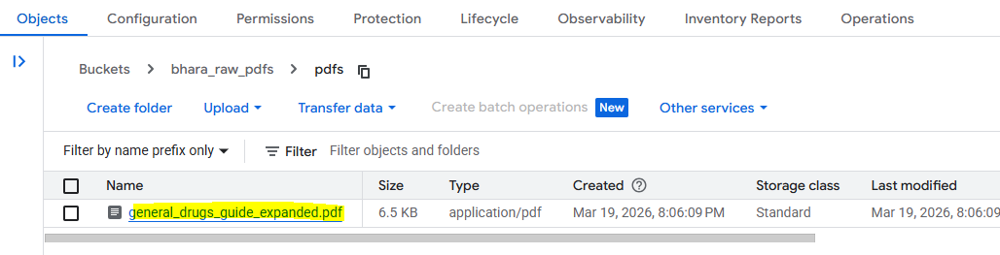 Objects Configuration Permissions Protection Lifecycle Observability Inventory Reports Operations
Buckets bhara_raw_pdfs pdfs
Create folder Upload Transfer data Create batch operations New Other services
Filter by name prefix only Filter Filter objects and folders
Name Size Type Created Storage class Last modified
general_drugs_guide_expanded.pdf 6.5 KB application/pdf Mar 19, 2026, 8:06:09 PM Standard Mar 19, 2026, 8:06:09